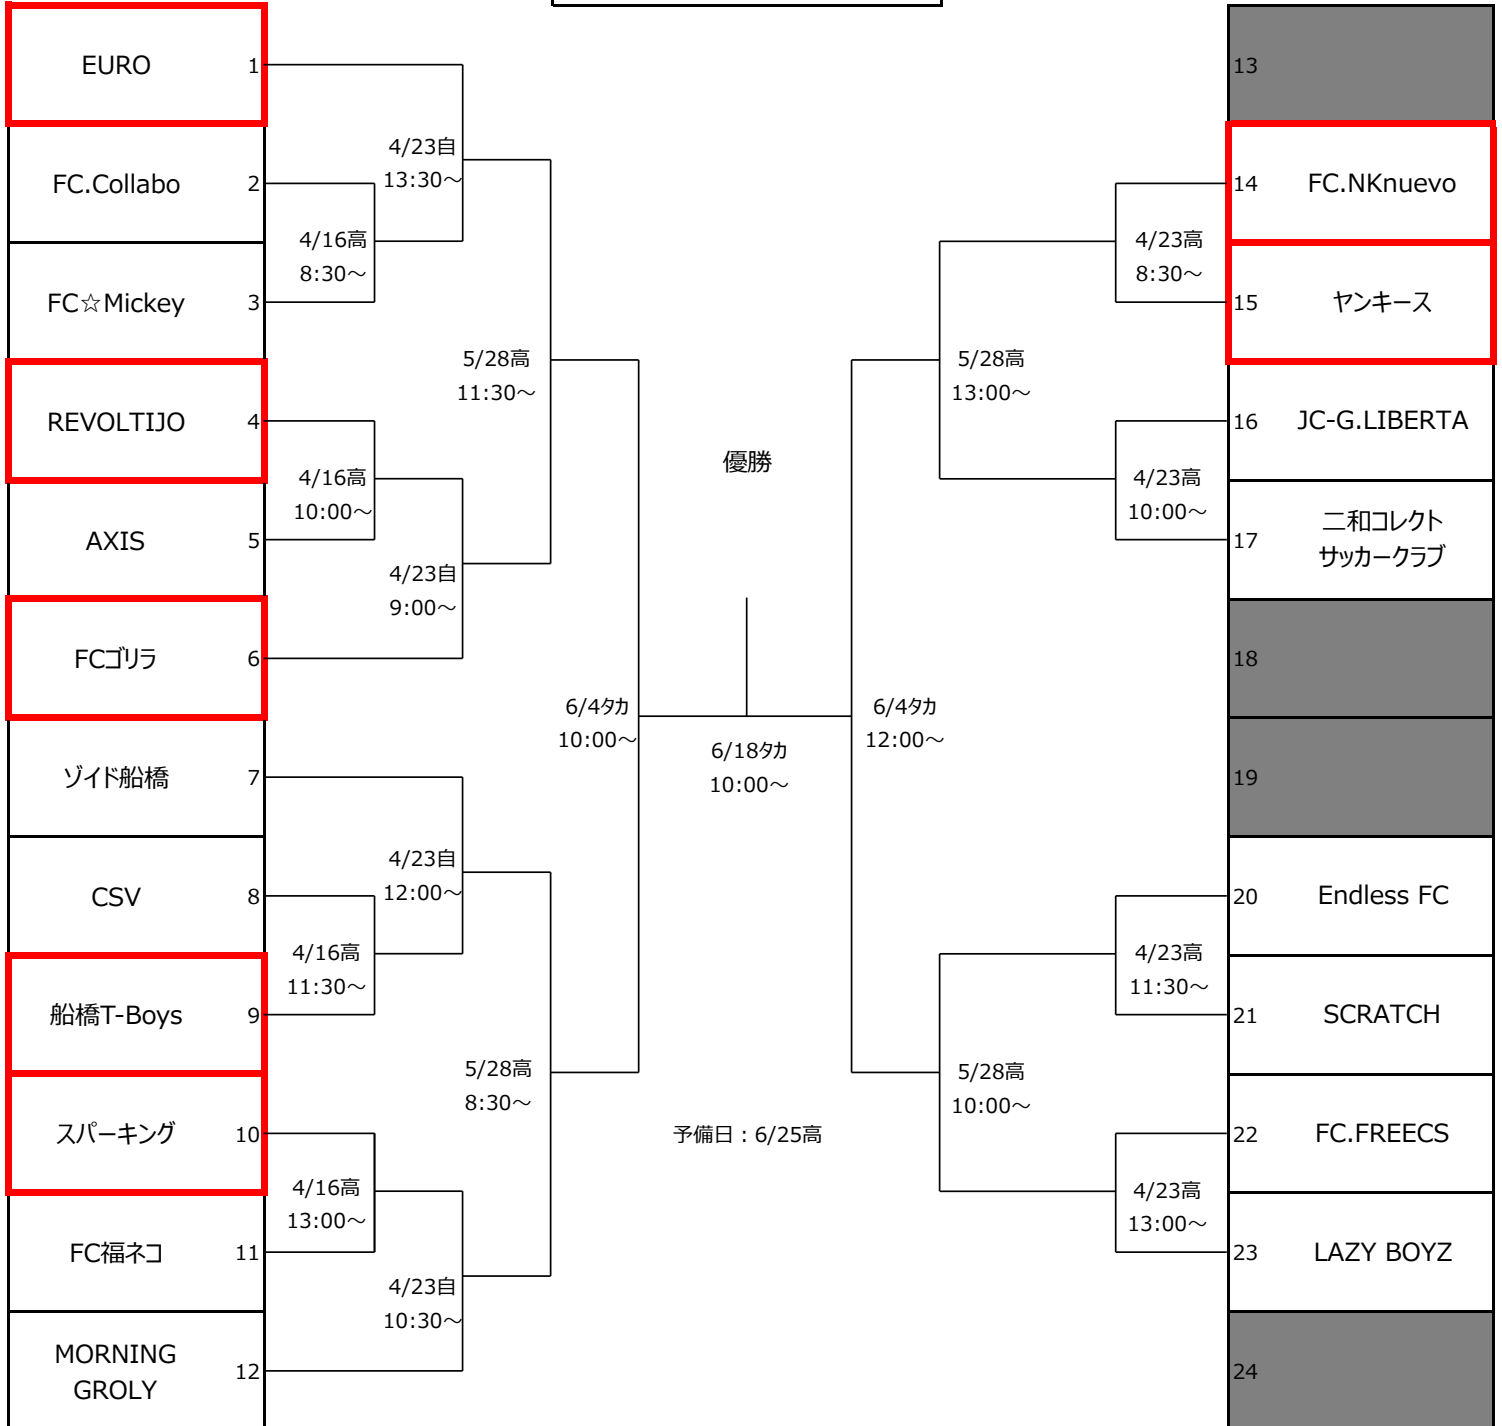 EURO 1
FC.Collabo 2
FC☆Mickey 3
REVOLTIJO 4
AXIS 5
FCゴリラ 6
ゾイド船橋 7
CSV 8
船橋T-Boys 9
スパーキング 10
FC福ネコ 11
MORNING
GROLY 12
4/16高
8:30～
4/16高
10:00～
4/16高
11:30～
4/16高
13:00～
4/23自
13:30～
4/23自
9:00～
4/23自
12:00～
4/23自
10:30～
5/28高
11:30～
5/28高
8:30～
6/4タカ
10:00～
優勝
6/18タカ
10:00～
予備日：6/25高
6/4タカ
12:00～
5/28高
13:00～
5/28高
10:00～
4/23高
8:30～
4/23高
10:00～
4/23高
11:30～
4/23高
13:00～
13
14 FC.NKnuevo
15 ヤンキース
16 JC-G.LIBERTA
17 二和コレクト
サッカークラブ
18
19
20 Endless FC
21 SCRATCH
22 FC.FREECS
23 LAZY BOYZ
24